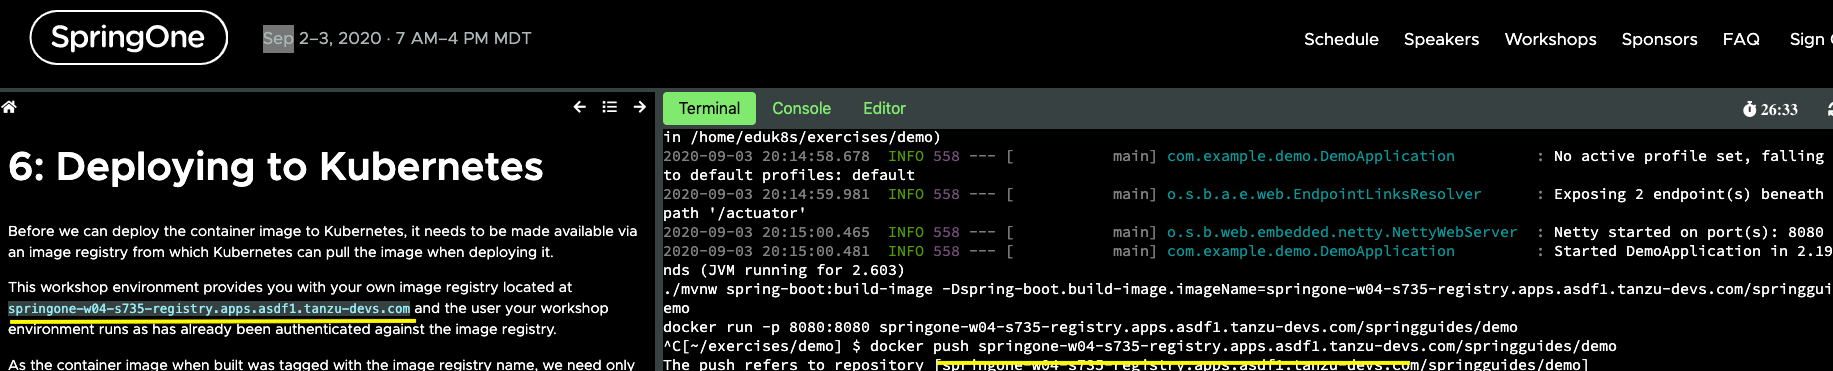 SpringOne
Sep 2–3, 2020 · 7 AM–4 PM MDT
Schedule Speakers Workshops Sponsors FAQ Sign
6: Deploying to Kubernetes
Before we can deploy the container image to Kubernetes, it needs to be made available via
an image registry from which Kubernetes can pull the image when deploying it.
This workshop environment provides you with your own image registry located at
springone-w04-s735-registry.apps.asdf1.tanzu-devs.com and the user your workshop
environment runs as has already been authenticated against the image registry.
As the container image when built was tagged with the image registry name, we need only
Terminal Console Editor
26:33
in /home/eduk8s/exercises/demo)
2020-09-03 20:14:58.678 INFO 558 --- [ main] com.example.demo.DemoApplication : No active profile set, falling
to default profiles: default
2020-09-03 20:14:59.981 INFO 558 --- [ main] o.s.b.a.e.web.EndpointLinksResolver : Exposing 2 endpoint(s) beneath
path '/actuator'
2020-09-03 20:15:00.465 INFO 558 --- [ main] o.s.b.web.embedded.netty.NettyWebServer : Netty started on port(s): 8080
2020-09-03 20:15:00.481 INFO 558 --- [ main] com.example.demo.DemoApplication : Started DemoApplication in 2.19
nds (JVM running for 2.603)
./mvnw spring-boot:build-image -Dspring-boot.build-image.imageName=springone-w04-s735-registry.apps.asdf1.tanzu-devs.com/springgui
emo
docker run -p 8080:8080 springone-w04-s735-registry.apps.asdf1.tanzu-devs.com/springguides/demo
^C[~/exercises/demo] $ docker push springone-w04-s735-registry.apps.asdf1.tanzu-devs.com/springguides/demo
The push refers to repository [springone-w04-s735-registry.apps.asdf1.tanzu-devs.com/springguides/demo]